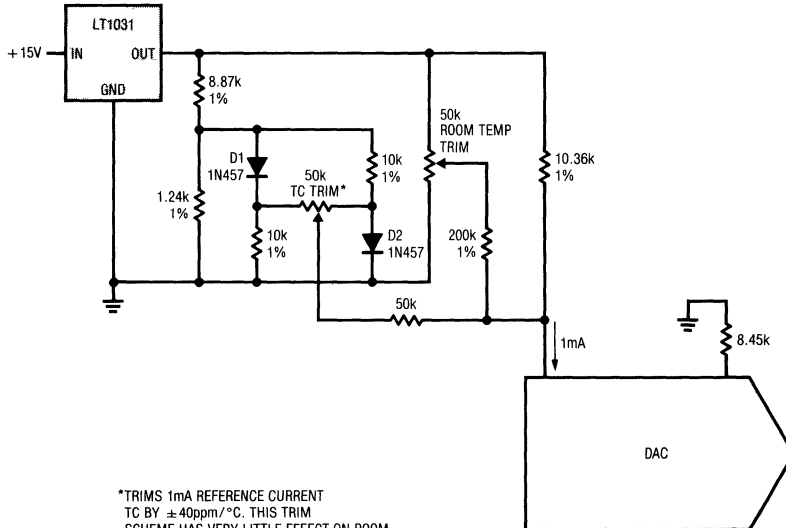 LT1031
+15V
IN
OUT
GND
8.87k
1%
1.24k
1%
D1
1N457
50k
TC TRIM*
10k
1%
10k
1%
D2
1N457
50k
ROOM TEMP
TRIM
200k
1%
10.36k
1%
50k
1mA
8.45k
DAC
*TRIMS 1mA REFERENCE CURRENT
TC BY ±40ppm/°C. THIS TRIM
SCHEME HAS VERY LITTLE EFFECT ON ROOM